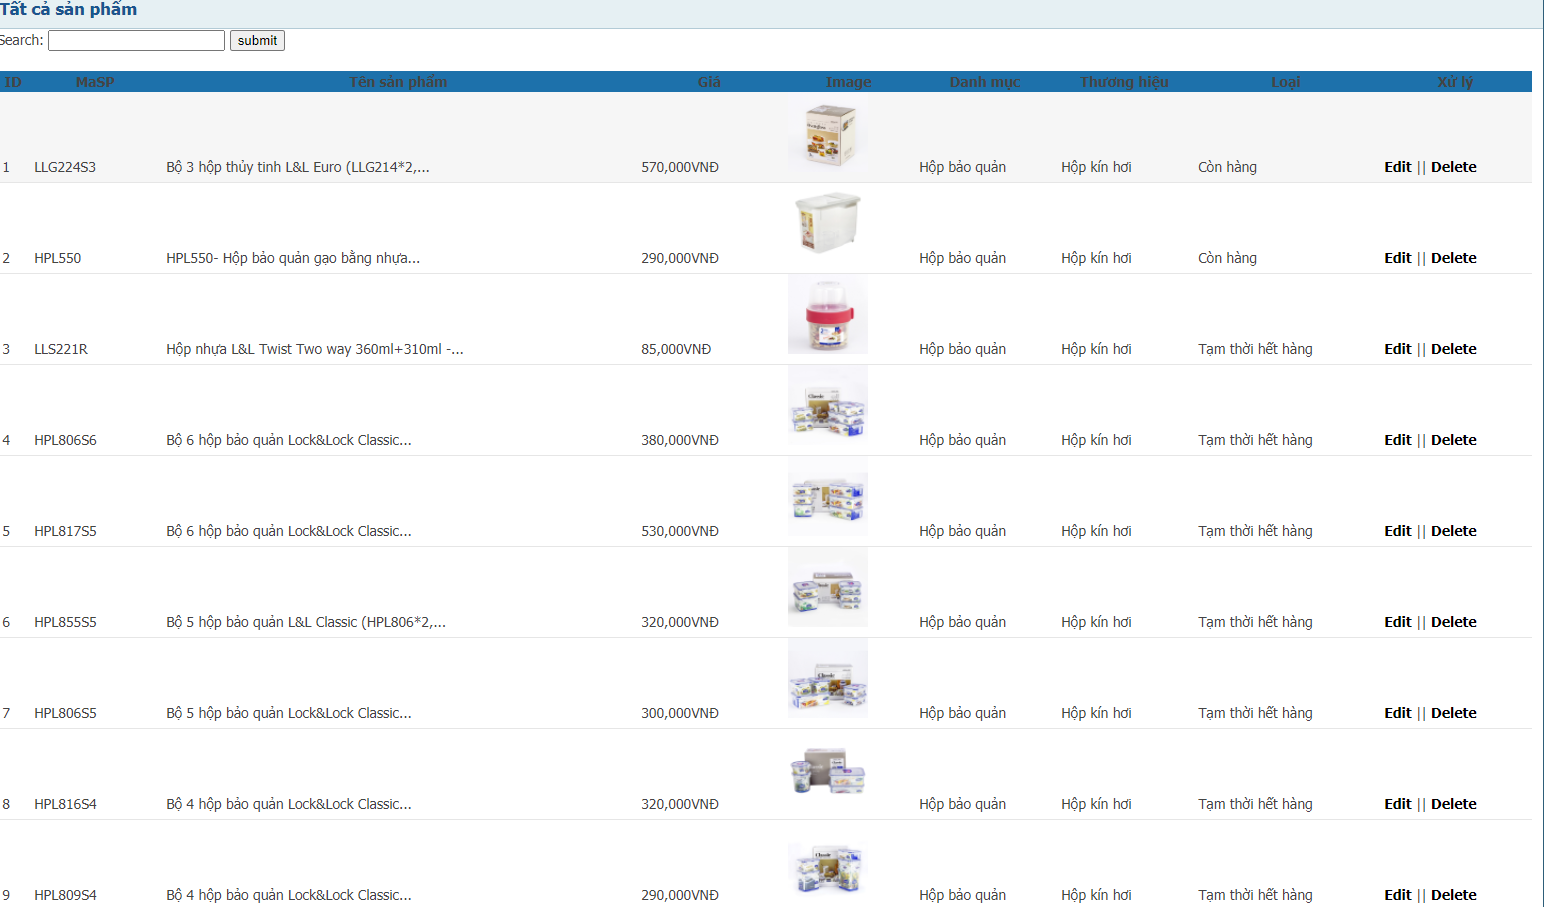 Tất cả sản phẩm
Search: submit
ID MaSP Tên sản phẩm Giá Image Danh mục Thương hiệu Loại Xử lý
1 LLG224S3 Bộ 3 hộp thủy tinh L&L Euro (LLG214*2,... 570,000VNĐ Hộp bảo quản Hộp kín hơi Còn hàng Edit || Delete
2 HPL550 HPL550- Hộp bảo quản gạo bằng nhựa... 290,000VNĐ Hộp bảo quản Hộp kín hơi Còn hàng Edit || Delete
3 LLS221R Hộp nhựa L&L Twist Two way 360ml+310ml -... 85,000VNĐ Hộp bảo quản Hộp kín hơi Tạm thời hết hàng Edit || Delete
Classic
4 HPL806S6 Bộ 6 hộp bảo quản Lock&Lock Classic... 380,000VNĐ Hộp bảo quản Hộp kín hơi Tạm thời hết hàng Edit || Delete
5 HPL817S5 Bộ 6 hộp bảo quản Lock&Lock Classic... 530,000VNĐ Hộp bảo quản Hộp kín hơi Tạm thời hết hàng Edit || Delete
6 HPL855S5 Bộ 5 hộp bảo quản L&L Classic (HPL806*2,... 320,000VNĐ Hộp bảo quản Hộp kín hơi Tạm thời hết hàng Edit || Delete
Classic
7 HPL806S5 Bộ 5 hộp bảo quản Lock&Lock Classic... 300,000VNĐ Hộp bảo quản Hộp kín hơi Tạm thời hết hàng Edit || Delete
8 HPL816S4 Bộ 4 hộp bảo quản Lock&Lock Classic... 320,000VNĐ Hộp bảo quản Hộp kín hơi Tạm thời hết hàng Edit || Delete
Classic
9 HPL809S4 Bộ 4 hộp bảo quản Lock&Lock Classic... 290,000VNĐ Hộp bảo quản Hộp kín hơi Tạm thời hết hàng Edit || Delete